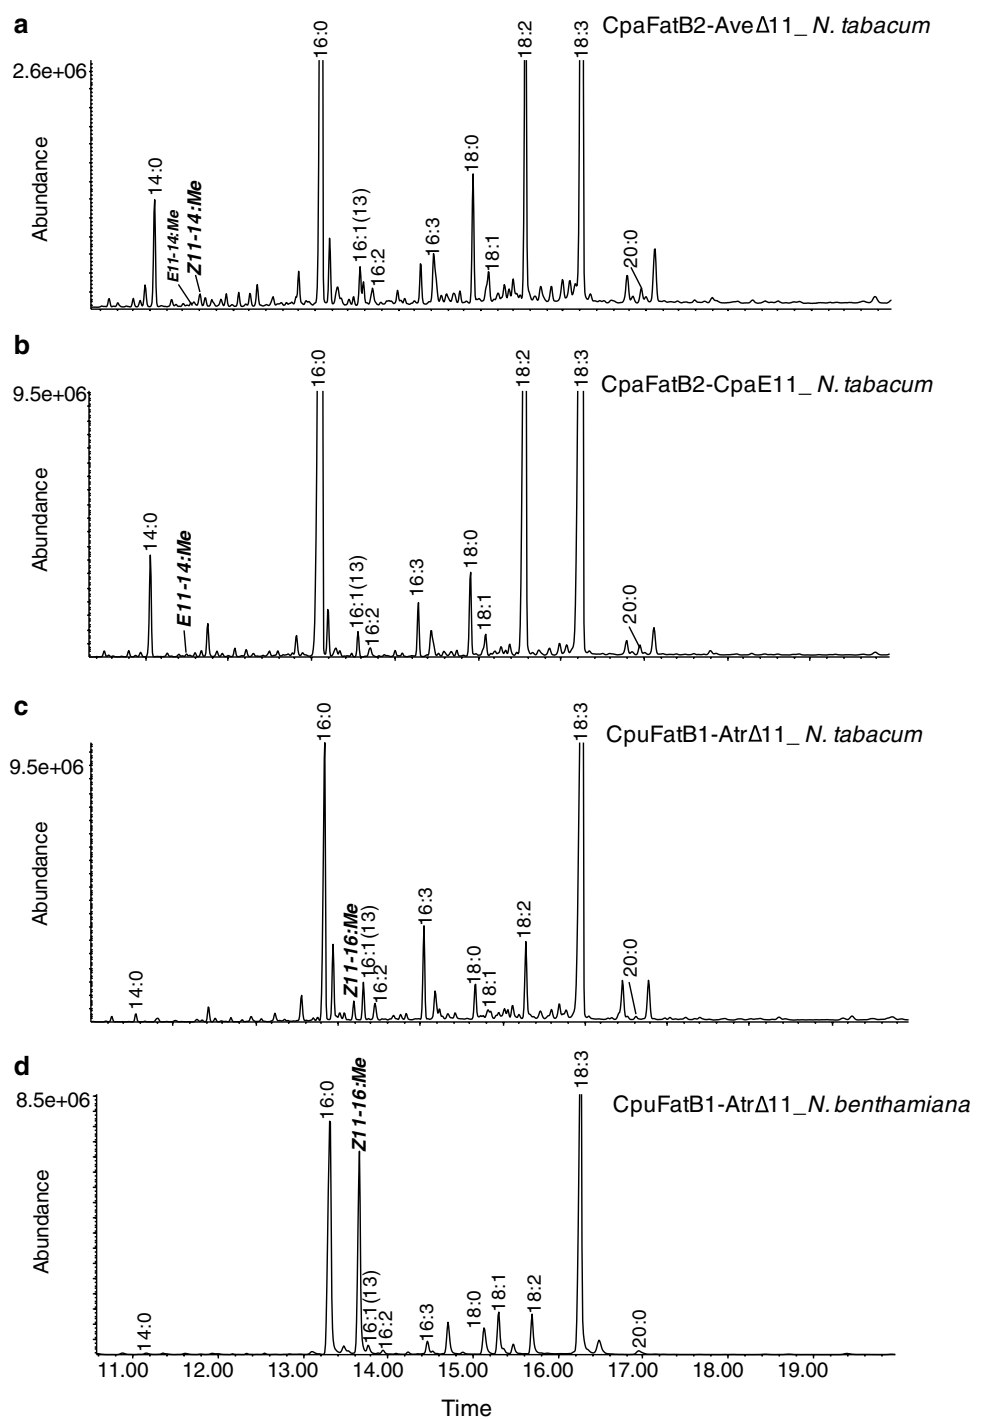 a
CpaFatB2-Ave∆11_ N. tabacum
2.6e+06
Abundance
14:0
E11-14:Me
Z11-14:Me
16:0
16:1(13)
16:2
16:3
18:0
18:1
18:2
18:3
20:0
b
CpaFatB2-CpaE11_ N. tabacum
9.5e+06
Abundance
14:0
E11-14:Me
16:0
16:1(13)
16:2
16:3
18:0
18:1
18:2
18:3
20:0
c
CpuFatB1-Atr∆11_ N. tabacum
9.5e+06
Abundance
14:0
16:0
Z11-16:Me
16:1(13)
16:2
16:3
18:0
18:1
18:2
18:3
20:0
d
CpuFatB1-Atr∆11_N. benthamiana
8.5e+06
Abundance
14:0
16:0
Z11-16:Me
16:1(13)
16:2
16:3
18:0
18:1
18:2
18:3
20:0
11.00 12.00 13.00 14.00 15.00 16.00 17.00 18.00 19.00
Time